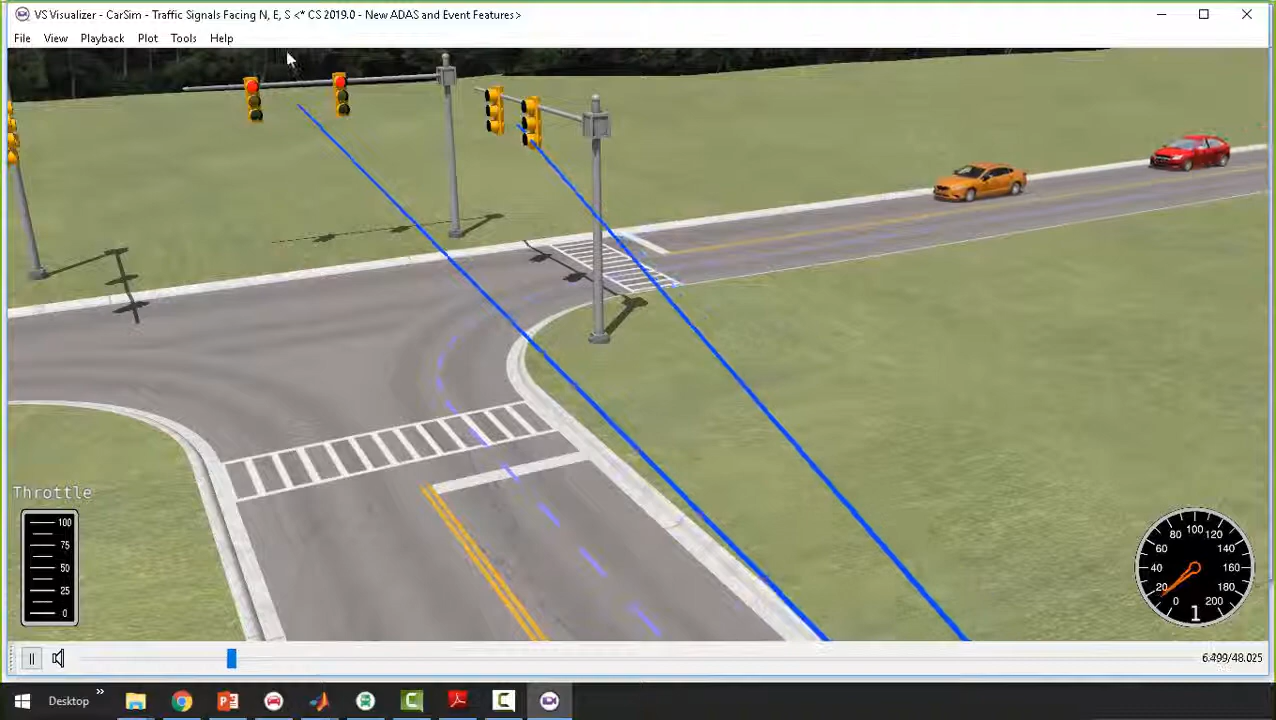 VS Visualizer - CarSim - Traffic Signals Facing N, E, S <* CS 2019.0 - New ADAS and Event Features>
File View Playback Plot Tools Help
Throttle
100
75
50
25
0
0 20 40 60 80 100 120 140 160 180 200
1
6.499/48.025
Desktop